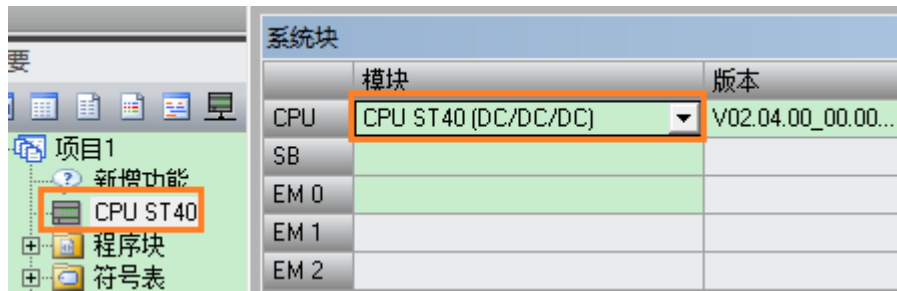 要
项目1
新增功能
CPU ST40
程序块
符号表
系统块
模块 版本
CPU CPU ST40 (DC/DC/DC) V02.04.00_00.00...
SB
EM 0
EM 1
EM 2